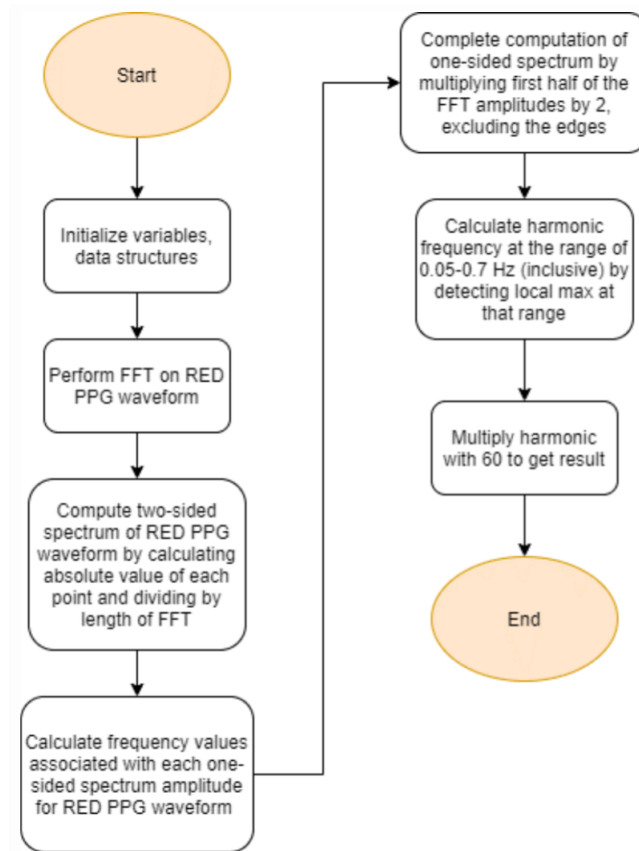 Start
Initialize variables,
data structures
Perform FFT on RED
PPG waveform
Compute two-sided
spectrum of RED PPG
waveform by calculating
absolute value of each
point and dividing by
length of FFT
Calculate frequency values
associated with each one-
sided spectrum amplitude
for RED PPG waveform
Complete computation of
one-sided spectrum by
multiplying first half of the
FFT amplitudes by 2,
excluding the edges
Calculate harmonic
frequency at the range of
0.05-0.7 Hz (inclusive) by
detecting local max at
that range
Multiply harmonic
with 60 to get result
End